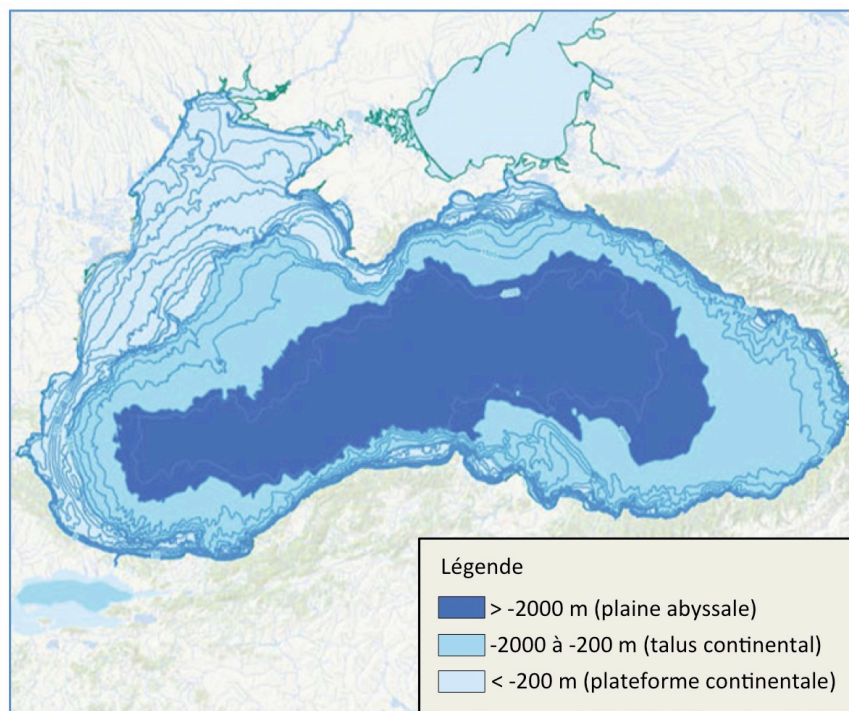 Légende
> -2000 m (plaine abyssale)
-2000 à -200 m (talus continental)
< -200 m (plateforme continentale)